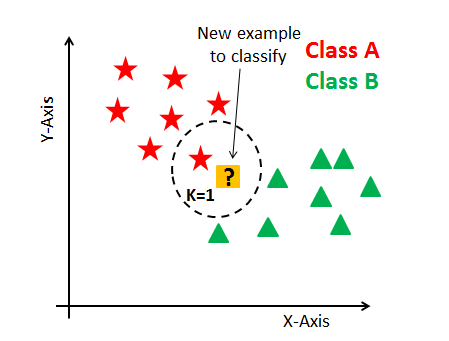 New example
to classify
Class A
Class B
Y-Axis
?
K=1
X-Axis